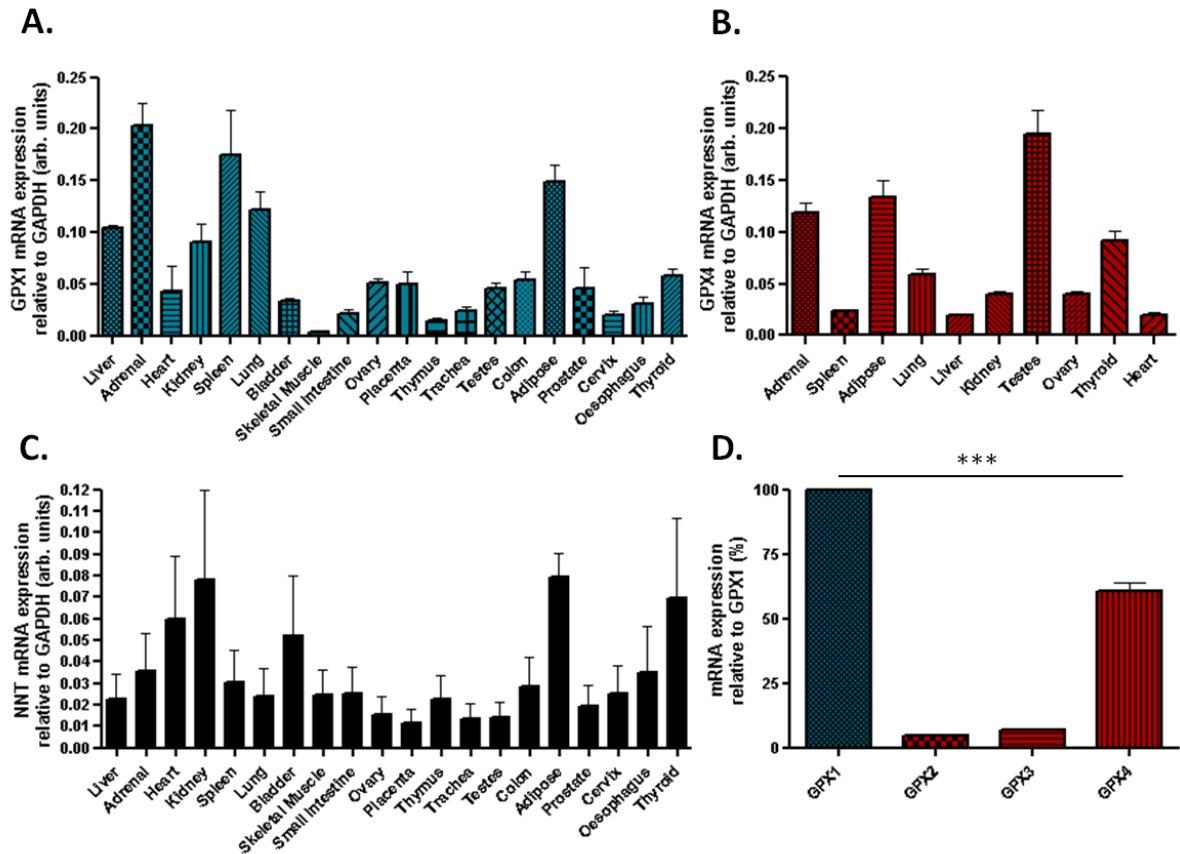 A.
GPX1 mRNA expression
relative to GAPDH (arb. units)
0.25
0.20
0.15
0.10
0.05
0.00
Liver
Adrenal
Heart
Kidney
Spleen
Lung
Bladder
Skeletal Muscle
Small Intestine
Ovary
Placenta
Thymus
Trachea
Testes
Colon
Adipose
Prostate
Cervix
Oesophagus
Thyroid
B.
GPX4 mRNA expression
relative to GAPDH (arb. units)
0.25
0.20
0.15
0.10
0.05
0.00
Adrenal
Spleen
Adipose
Lung
Liver
Kidney
Testes
Ovary
Thyroid
Heart
C.
NNT mRNA expression
relative to GAPDH (arb. units)
0.12
0.11
0.10
0.09
0.08
0.07
0.06
0.05
0.04
0.03
0.02
0.01
0.00
Liver
Adrenal
Heart
Kidney
Spleen
Lung
Bladder
Skeletal Muscle
Small Intestine
Ovary
Placenta
Thymus
Trachea
Testes
Colon
Adipose
Prostate
Cervix
Oesophagus
Thyroid
D.
***
mRNA expression
relative to GPX1 (%)
100
75
50
25
0
GPX1
GPX2
GPX3
GPX4